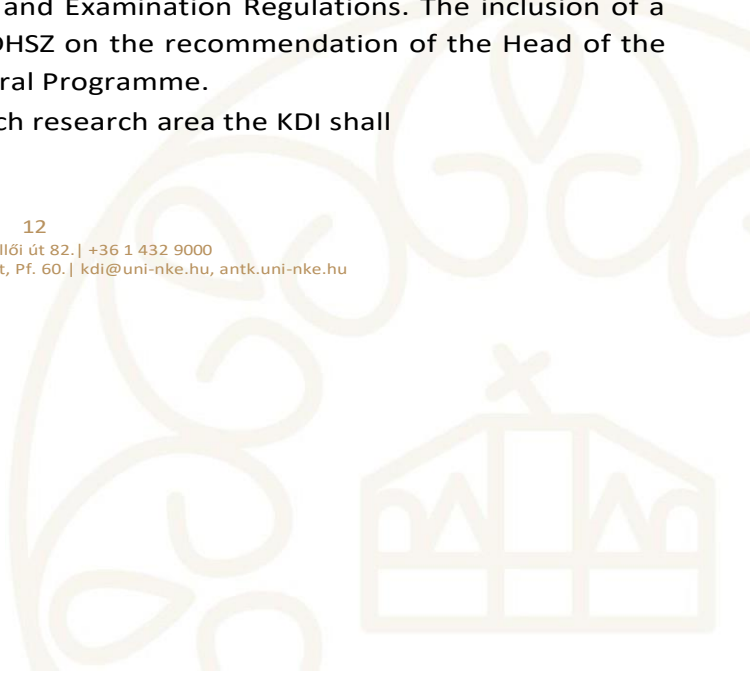 and Examination Regulations. The inclusion of a
DHSZ on the recommendation of the Head of the
ral Programme.
ch research area the KDI shall
12
llői út 82.| +36 1 432 9000
t, Pf. 60.| kdi@uni-nke.hu, antk.uni-nke.hu